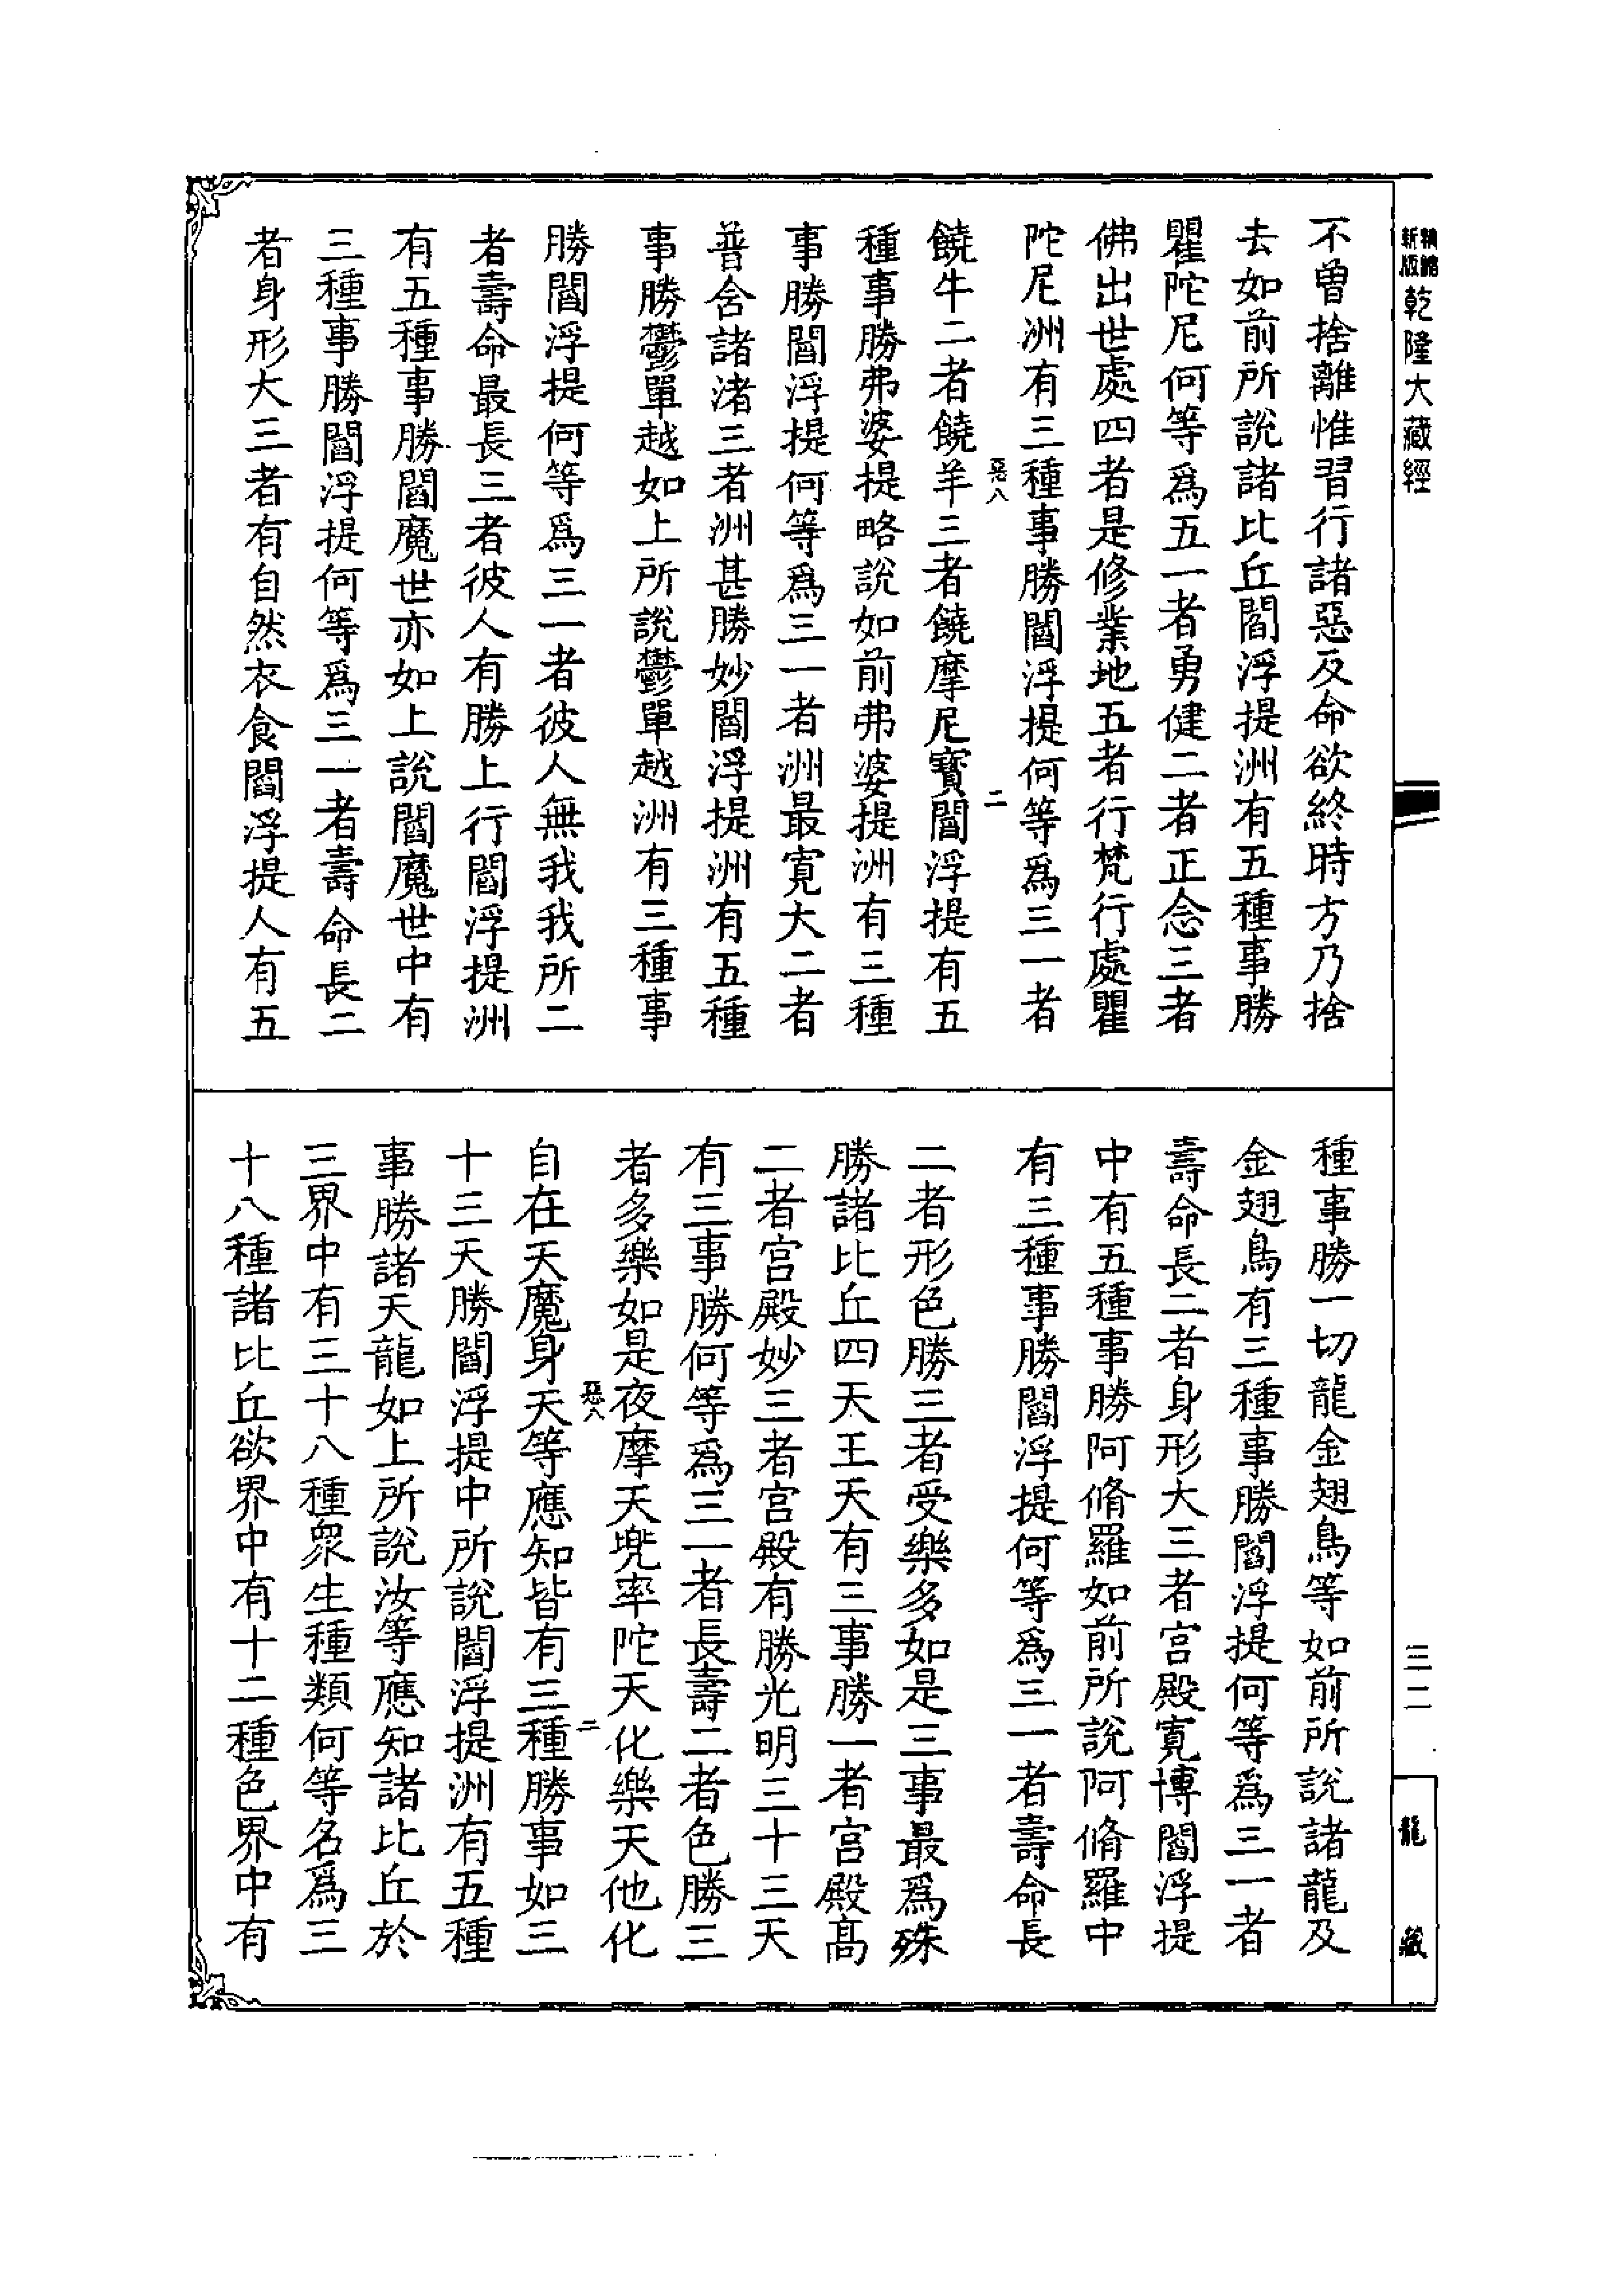 精繕新版乾隆大藏經
不曾捨離惟習行諸惡及命欲終時方乃捨
去如前所說諸比丘閻浮提洲有五種事勝
瞿陀尼何等爲五一者勇健二者正念三者
佛出世處四者是修業地五者行梵行處瞿
陀尼洲有三種事勝閻浮提何等爲三一者
惡八
二
饒牛二者饒羊三者饒摩尼寶閻浮提有五
種事勝弗婆提略說如前弗婆提洲有三種
事勝閻浮提何等爲三一者洲最寬大二者
普含諸渚三者洲甚勝妙閻浮提洲有五種
事勝鬱單越如上所說鬱單越洲有三種事
勝閻浮提何等爲三一者彼人無我我所二
者壽命最長三者彼人有勝上行閻浮提洲
有五種事勝閻魔世亦如上說閻魔世中有
三種事勝閻浮提何等爲三一者壽命長二
者身形大三者有自然衣食閻浮提人有五
種事勝一切龍金翅鳥等如前所說諸龍及
金翅鳥有三種事勝閻浮提何等爲三一者
壽命長二者身形大三者宮殿寬博閻浮提
中有五種事勝阿脩羅如前所說阿脩羅中
有三種事勝閻浮提何等爲三一者壽命長
二者形色勝三者受樂多如是三事最爲殊
勝諸比丘四天王天有三事勝一者宮殿高
二者宮殿妙三者宮殿有勝光明三十三天
有三事勝何等爲三一者長壽二者色勝三
者多樂如是夜摩天兜率陀天化樂天他化
惡八
二
自在天魔身天等應知皆有三種勝事如三
十三天勝閻浮提中所說閻浮提洲有五種
事勝諸天龍如上所說汝等應知諸比丘於
三界中有三十八種眾生種類何等名爲三
十八種諸比丘欲界中有十二種色界中有
三二
龍藏